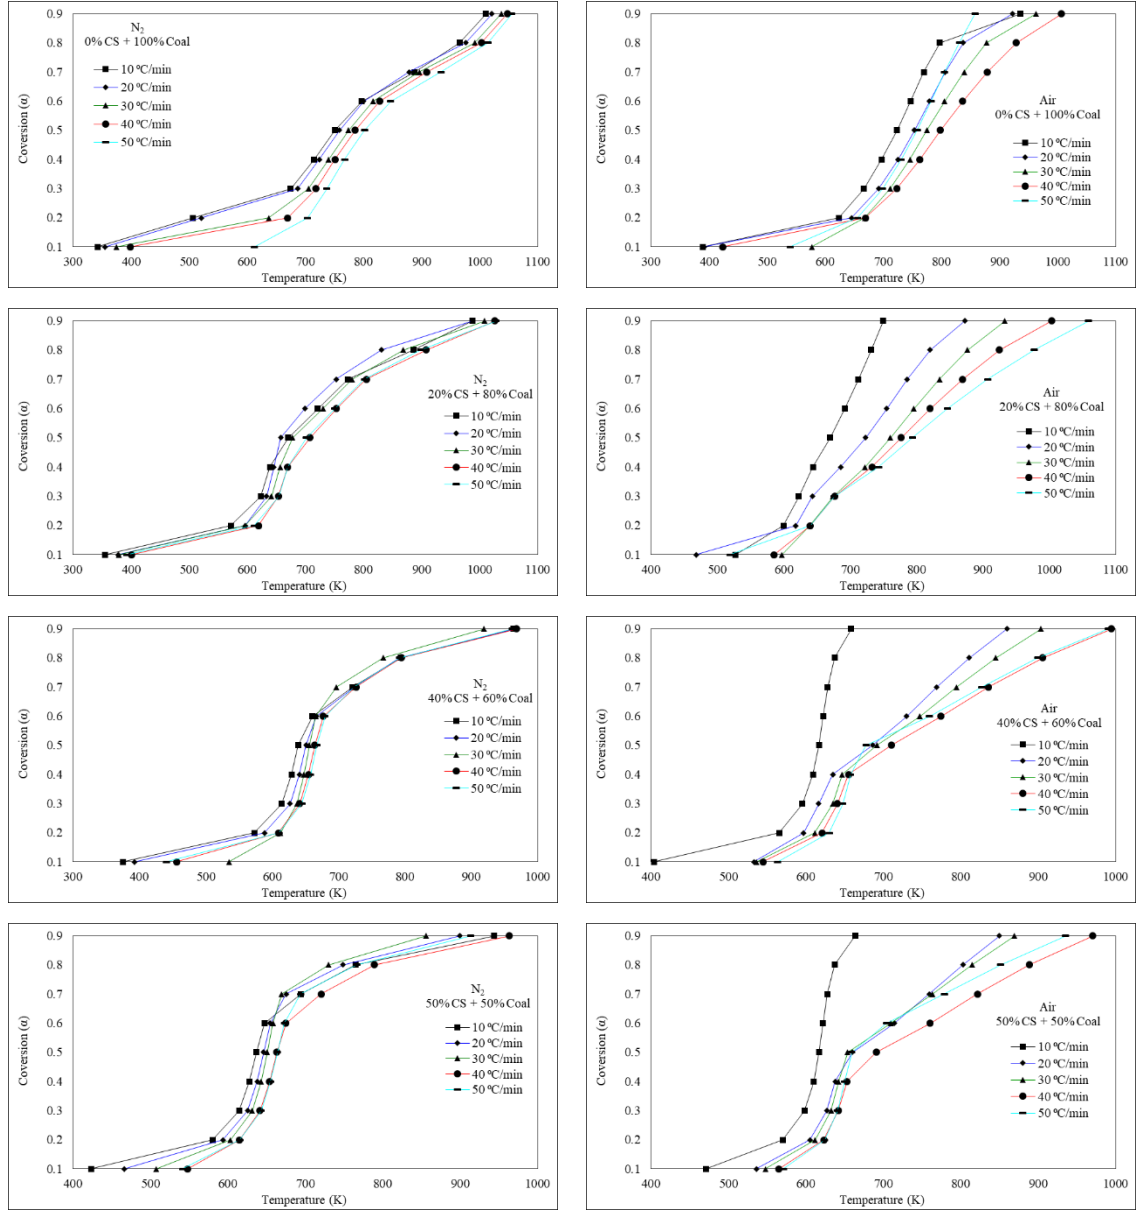 N₂
0% CS + 100% Coal
10 ºC/min
20 ºC/min
30 ºC/min
40 ºC/min
50 ºC/min
Coversion (α)
0.9
0.8
0.7
0.6
0.5
0.4
0.3
0.2
0.1
300 400 500 600 700 800 900 1000 1100
Temperature (K)
Air
0% CS + 100% Coal
10 ºC/min
20 ºC/min
30 ºC/min
40 ºC/min
50 ºC/min
Coversion (α)
0.9
0.8
0.7
0.6
0.5
0.4
0.3
0.2
0.1
300 400 500 600 700 800 900 1000 1100
Temperature (K)
N₂
20% CS + 80% Coal
10 ºC/min
20 ºC/min
30 ºC/min
40 ºC/min
50 ºC/min
Coversion (α)
0.9
0.8
0.7
0.6
0.5
0.4
0.3
0.2
0.1
300 400 500 600 700 800 900 1000 1100
Temperature (K)
Air
20% CS + 80% Coal
10 ºC/min
20 ºC/min
30 ºC/min
40 ºC/min
50 ºC/min
Coversion (α)
0.9
0.8
0.7
0.6
0.5
0.4
0.3
0.2
0.1
400 500 600 700 800 900 1000 1100
Temperature (K)
N₂
40% CS + 60% Coal
10 ºC/min
20 ºC/min
30 ºC/min
40 ºC/min
50 ºC/min
Coversion (α)
0.9
0.8
0.7
0.6
0.5
0.4
0.3
0.2
0.1
300 400 500 600 700 800 900 1000
Temperature (K)
Air
40% CS + 60% Coal
10 ºC/min
20 ºC/min
30 ºC/min
40 ºC/min
50 ºC/min
Coversion (α)
0.9
0.8
0.7
0.6
0.5
0.4
0.3
0.2
0.1
400 500 600 700 800 900 1000
Temperature (K)
N₂
50% CS + 50% Coal
10 ºC/min
20 ºC/min
30 ºC/min
40 ºC/min
50 ºC/min
Coversion (α)
0.9
0.8
0.7
0.6
0.5
0.4
0.3
0.2
0.1
400 500 600 700 800 900 1000
Temperature (K)
Air
50% CS + 50% Coal
10 ºC/min
20 ºC/min
30 ºC/min
40 ºC/min
50 ºC/min
Coversion (α)
0.9
0.8
0.7
0.6
0.5
0.4
0.3
0.2
0.1
400 500 600 700 800 900 1000
Temperature (K)